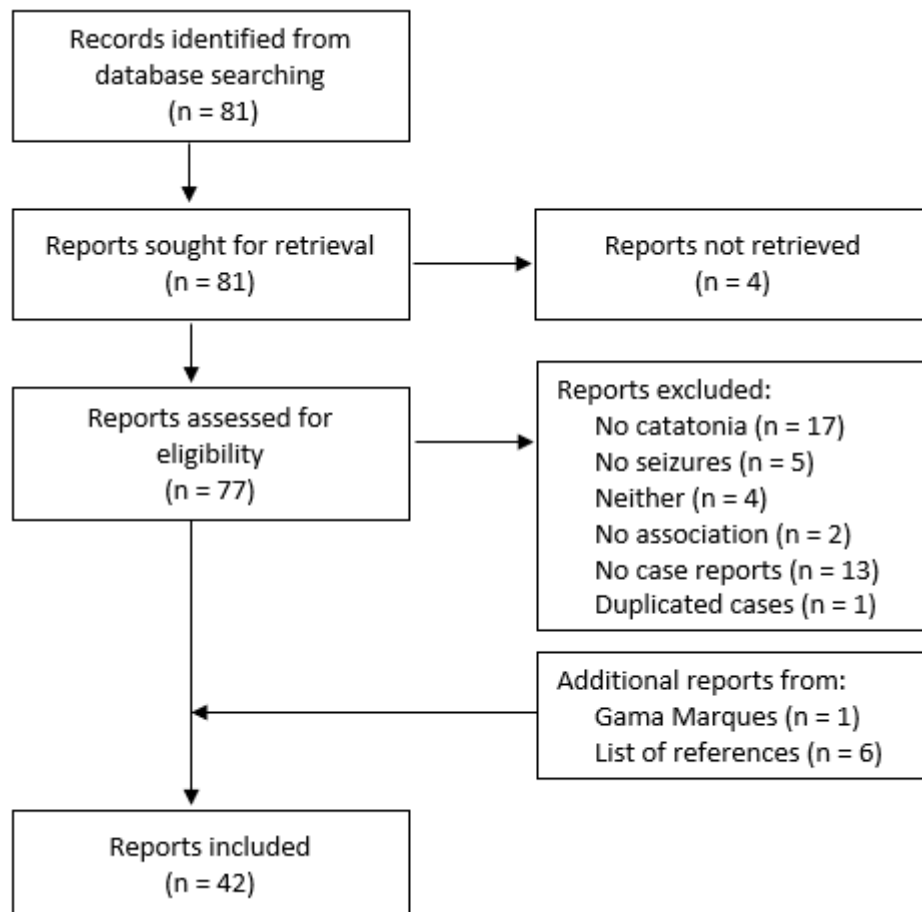 Records identified from
database searching
(n = 81)
Reports sought for retrieval
(n = 81)
Reports not retrieved
(n = 4)
Reports assessed for
eligibility
(n = 77)
Reports excluded:
No catatonia (n = 17)
No seizures (n = 5)
Neither (n = 4)
No association (n = 2)
No case reports (n = 13)
Duplicated cases (n = 1)
Additional reports from:
Gama Marques (n = 1)
List of references (n = 6)
Reports included
(n = 42)